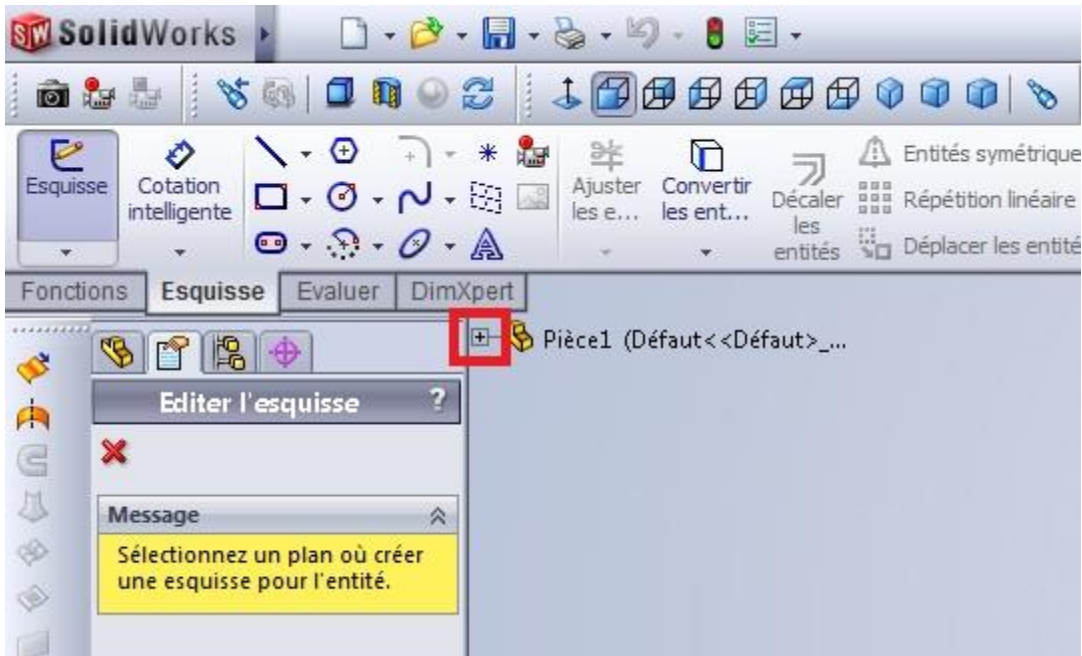 SW SolidWorks
Esquisse
Cotation
intelligente
Ajuster
les e...
Convertir
les ent...
Décaler
les
entités
Entités symétrique
Répétition linéaire
Déplacer les entité
Fonctions Esquisse Evaluer DimXpert
Pièce1 (Défaut<<Défaut>_...
Editer l'esquisse ?
Message
Sélectionnez un plan où créer
une esquisse pour l'entité.